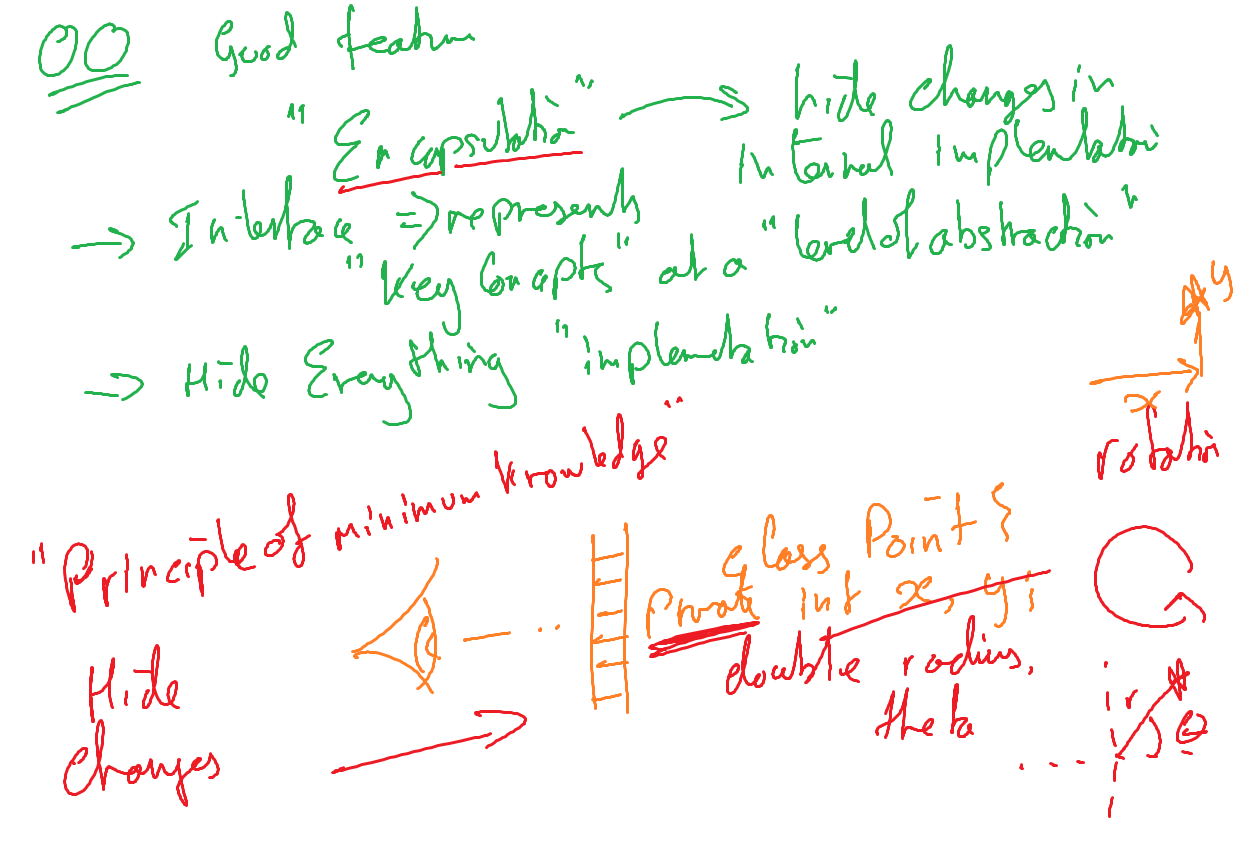 OO Good feature
"Encapsulation" → hide changes in
internal implementation
→ Interface ⇒ represents
"Key Concepts" at a "level of abstraction"
→ Hide Everything "implementation"
y
x
rotation
"Principle of minimum knowledge"
class Point {
private int x, y;
double radius,
theta
Hide
changes
r
θ